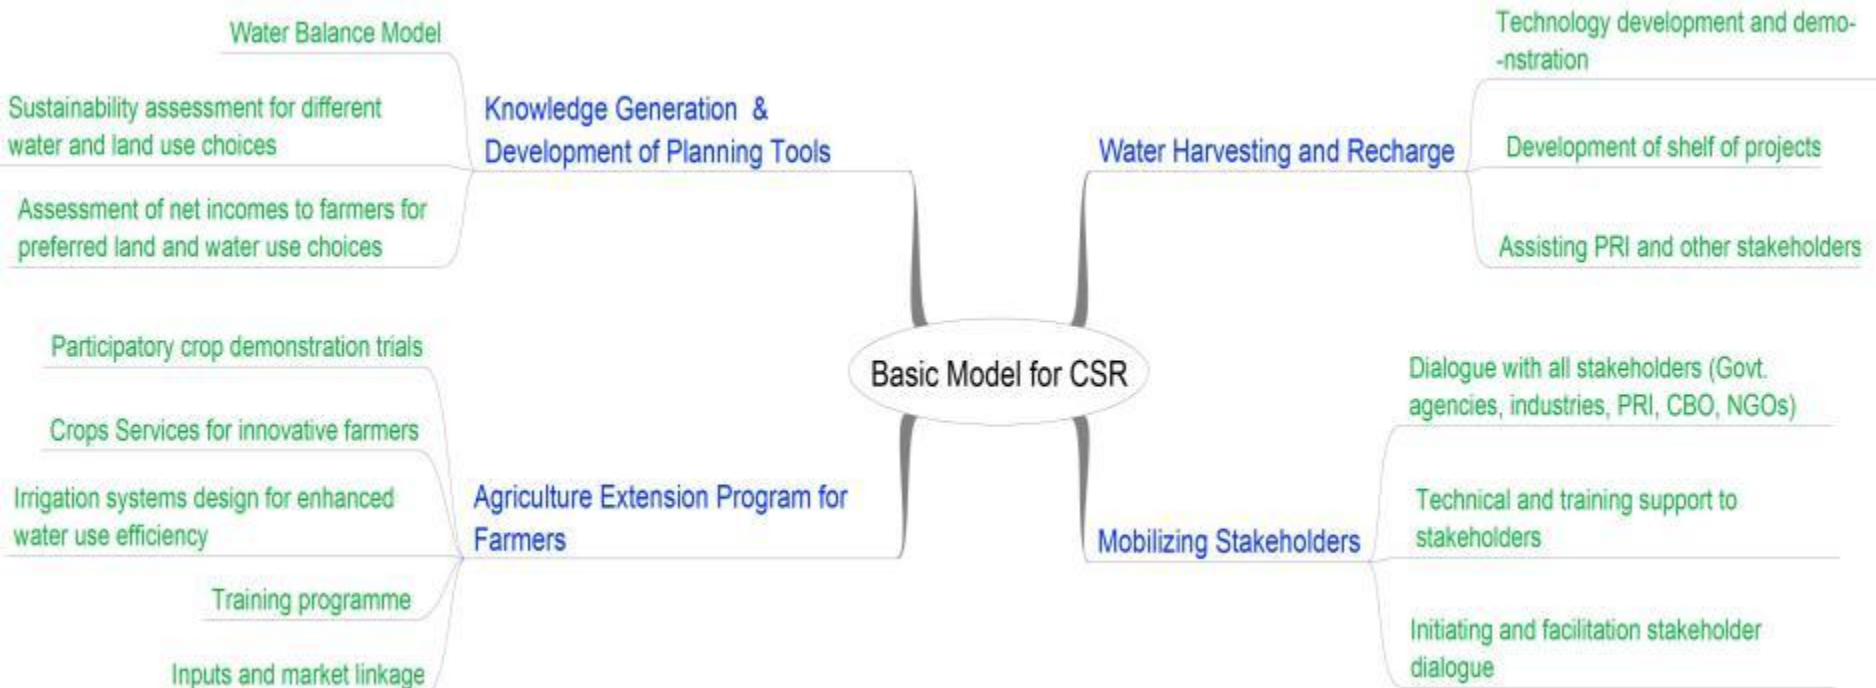 Water Balance Model
Sustainability assessment for different
water and land use choices
Knowledge Generation &
Development of Planning Tools
Assessment of net incomes to farmers for
preferred land and water use choices
Technology development and demo-
-nstration
Water Harvesting and Recharge
Development of shelf of projects
Assisting PRI and other stakeholders
Basic Model for CSR
Participatory crop demonstration trials
Crops Services for innovative farmers
Irrigation systems design for enhanced
water use efficiency
Agriculture Extension Program for
Farmers
Training programme
Inputs and market linkage
Dialogue with all stakeholders (Govt.
agencies, industries, PRI, CBO, NGOs)
Mobilizing Stakeholders
Technical and training support to
stakeholders
Initiating and facilitation stakeholder
dialogue